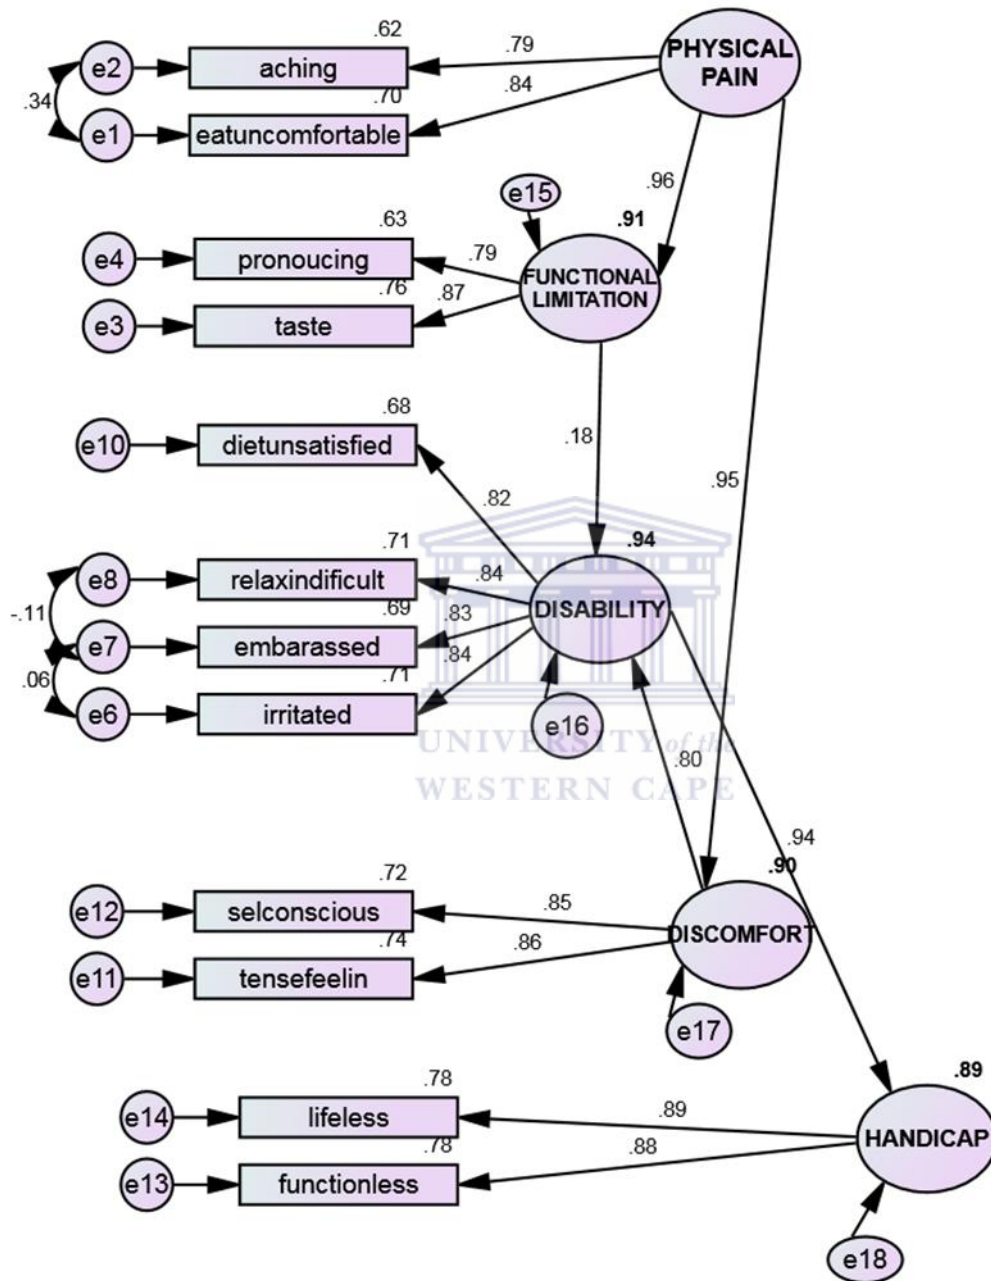 .62
e2
aching
.79
PHYSICAL
PAIN
.34
.70
.84
e1
eatuncomfortable
.96
e15
.91
.63
e4
pronoucing
.79
FUNCTIONAL
LIMITATION
.76
.87
e3
taste
.68
.18
e10
dietunsatisfied
.95
.82
.71
.94
e8
relaxindificult
.84
-.11
.69
.83
DISABILITY
e7
embarassed
.84
.06
.71
e6
irritated
e16
UNIVERSITY of the
WESTERN CAPE
.80
.94
.90
.72
e12
selconscious
.85
DISCOMFORT
.74
.86
e11
tensefeelin
e17
.89
.78
e14
lifeless
.89
HANDICAP
.78
.88
e13
functionless
e18